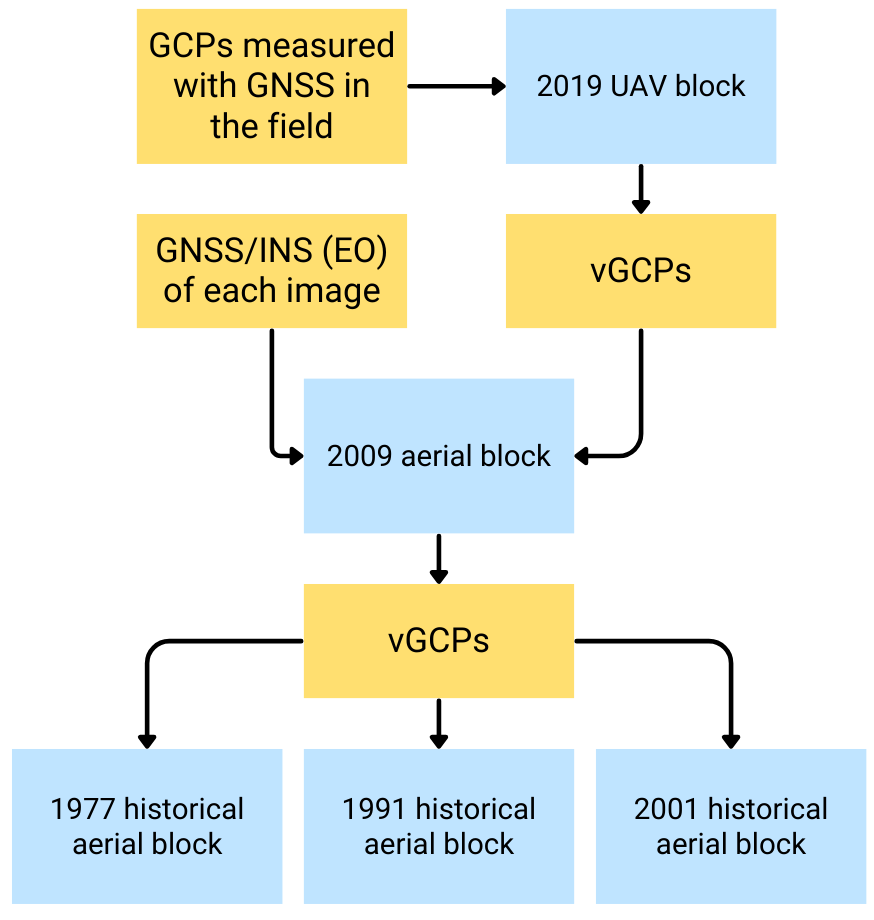 GCPs measured
with GNSS in
the field
2019 UAV block
GNSS/INS (EO)
of each image
vGCPs
2009 aerial block
vGCPs
1977 historical
aerial block
1991 historical
aerial block
2001 historical
aerial block